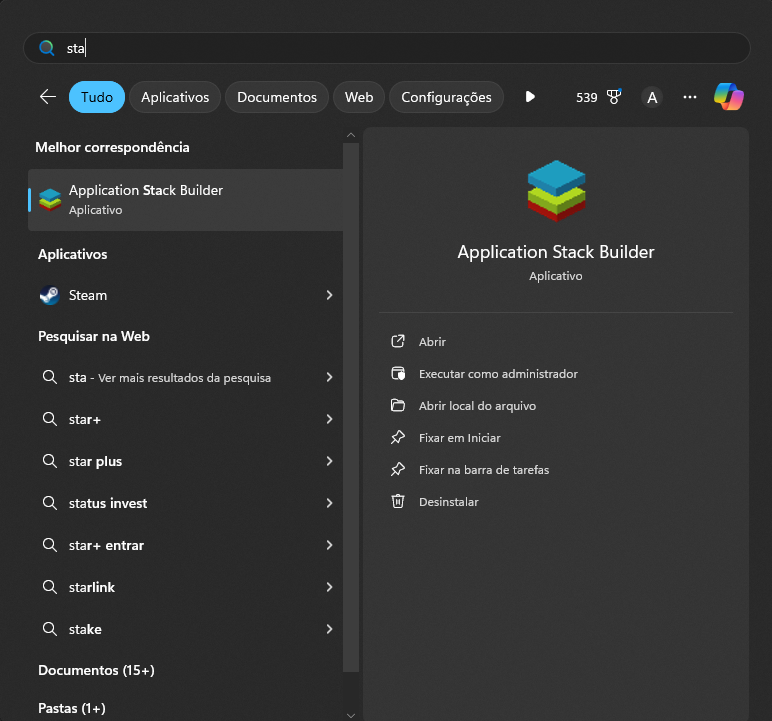 sta
Tudo
Aplicativos
Documentos
Web
Configurações
539
A
Melhor correspondência
Application Stack Builder
Aplicativo
Aplicativos
Steam
Pesquisar na Web
sta - Ver mais resultados da pesquisa
star+
star plus
status invest
star+ entrar
starlink
stake
Documentos (15+)
Pastas (1+)
Application Stack Builder
Aplicativo
Abrir
Executar como administrador
Abrir local do arquivo
Fixar em Iniciar
Fixar na barra de tarefas
Desinstalar